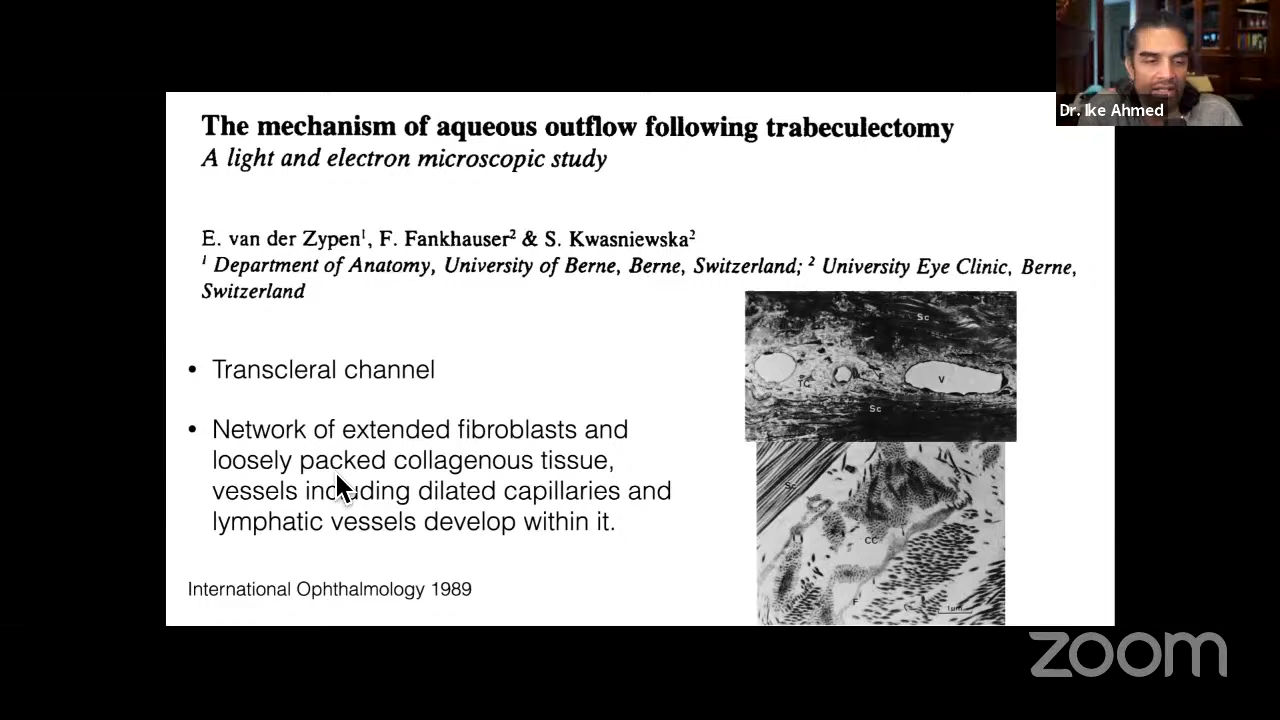 Dr. Ike Ahmed
The mechanism of aqueous outflow following trabeculectomy
A light and electron microscopic study
E. van der Zypen¹, F. Fankhauser² & S. Kwasniewska²
¹ Department of Anatomy, University of Berne, Berne, Switzerland; ² University Eye Clinic, Berne,
Switzerland
Sc
TC
V
Sc
• Transcleral channel
• Network of extended fibroblasts and
loosely packed collagenous tissue,
vessels including dilated capillaries and
lymphatic vessels develop within it.
Sc
CC
F
1μm
International Ophthalmology 1989
zoom